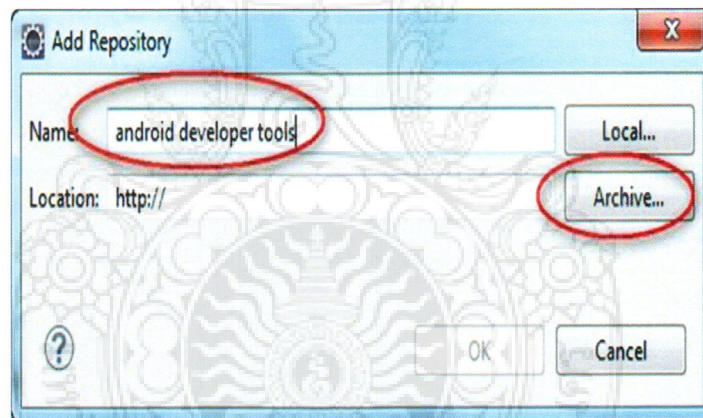 Add Repository
Name: android developer tools Local...
Location: http:// Archive...
? OK Cancel